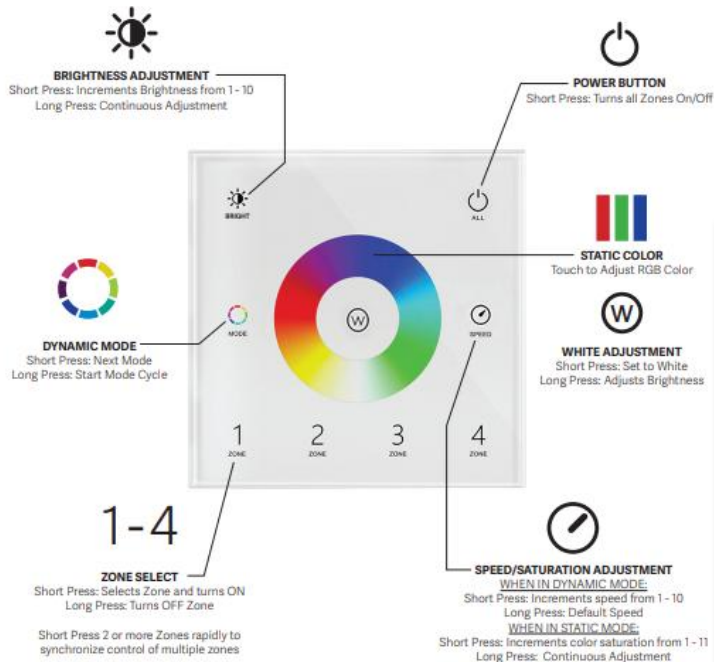 BRIGHTNESS ADJUSTMENT
Short Press: Increments Brightness from 1 - 10
Long Press: Continuous Adjustment
POWER BUTTON
Short Press: Turns all Zones On/Off
BRIGHT
ALL
STATIC COLOR
Touch to Adjust RGB Color
DYNAMIC MODE
Short Press: Next Mode
Long Press: Start Mode Cycle
MODE
W
SPEED
W
WHITE ADJUSTMENT
Short Press: Set to White
Long Press: Adjusts Brightness
1
ZONE
2
ZONE
3
ZONE
4
ZONE
1-4
ZONE SELECT
Short Press: Selects Zone and turns ON
Long Press: Turns OFF Zone
Short Press 2 or more Zones rapidly to
synchronize control of multiple zones
SPEED/SATURATION ADJUSTMENT
WHEN IN DYNAMIC MODE:
Short Press: Increments speed from 1 - 10
Long Press: Default Speed
WHEN IN STATIC MODE:
Short Press: Increments color saturation from 1 - 11
Long Press: Continuous Adjustment